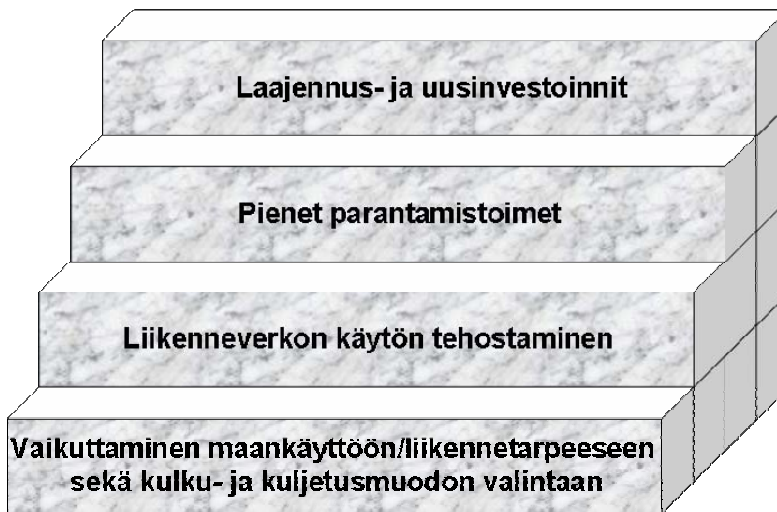 Laajennus- ja uusinvestoinnit
Pienet parantamistoimet
Liikenneverkon käytön tehostaminen
Vaikuttaminen maankäyttöön/liikennetarpeeseen
sekä kulku- ja kuljetusmuodon valintaan